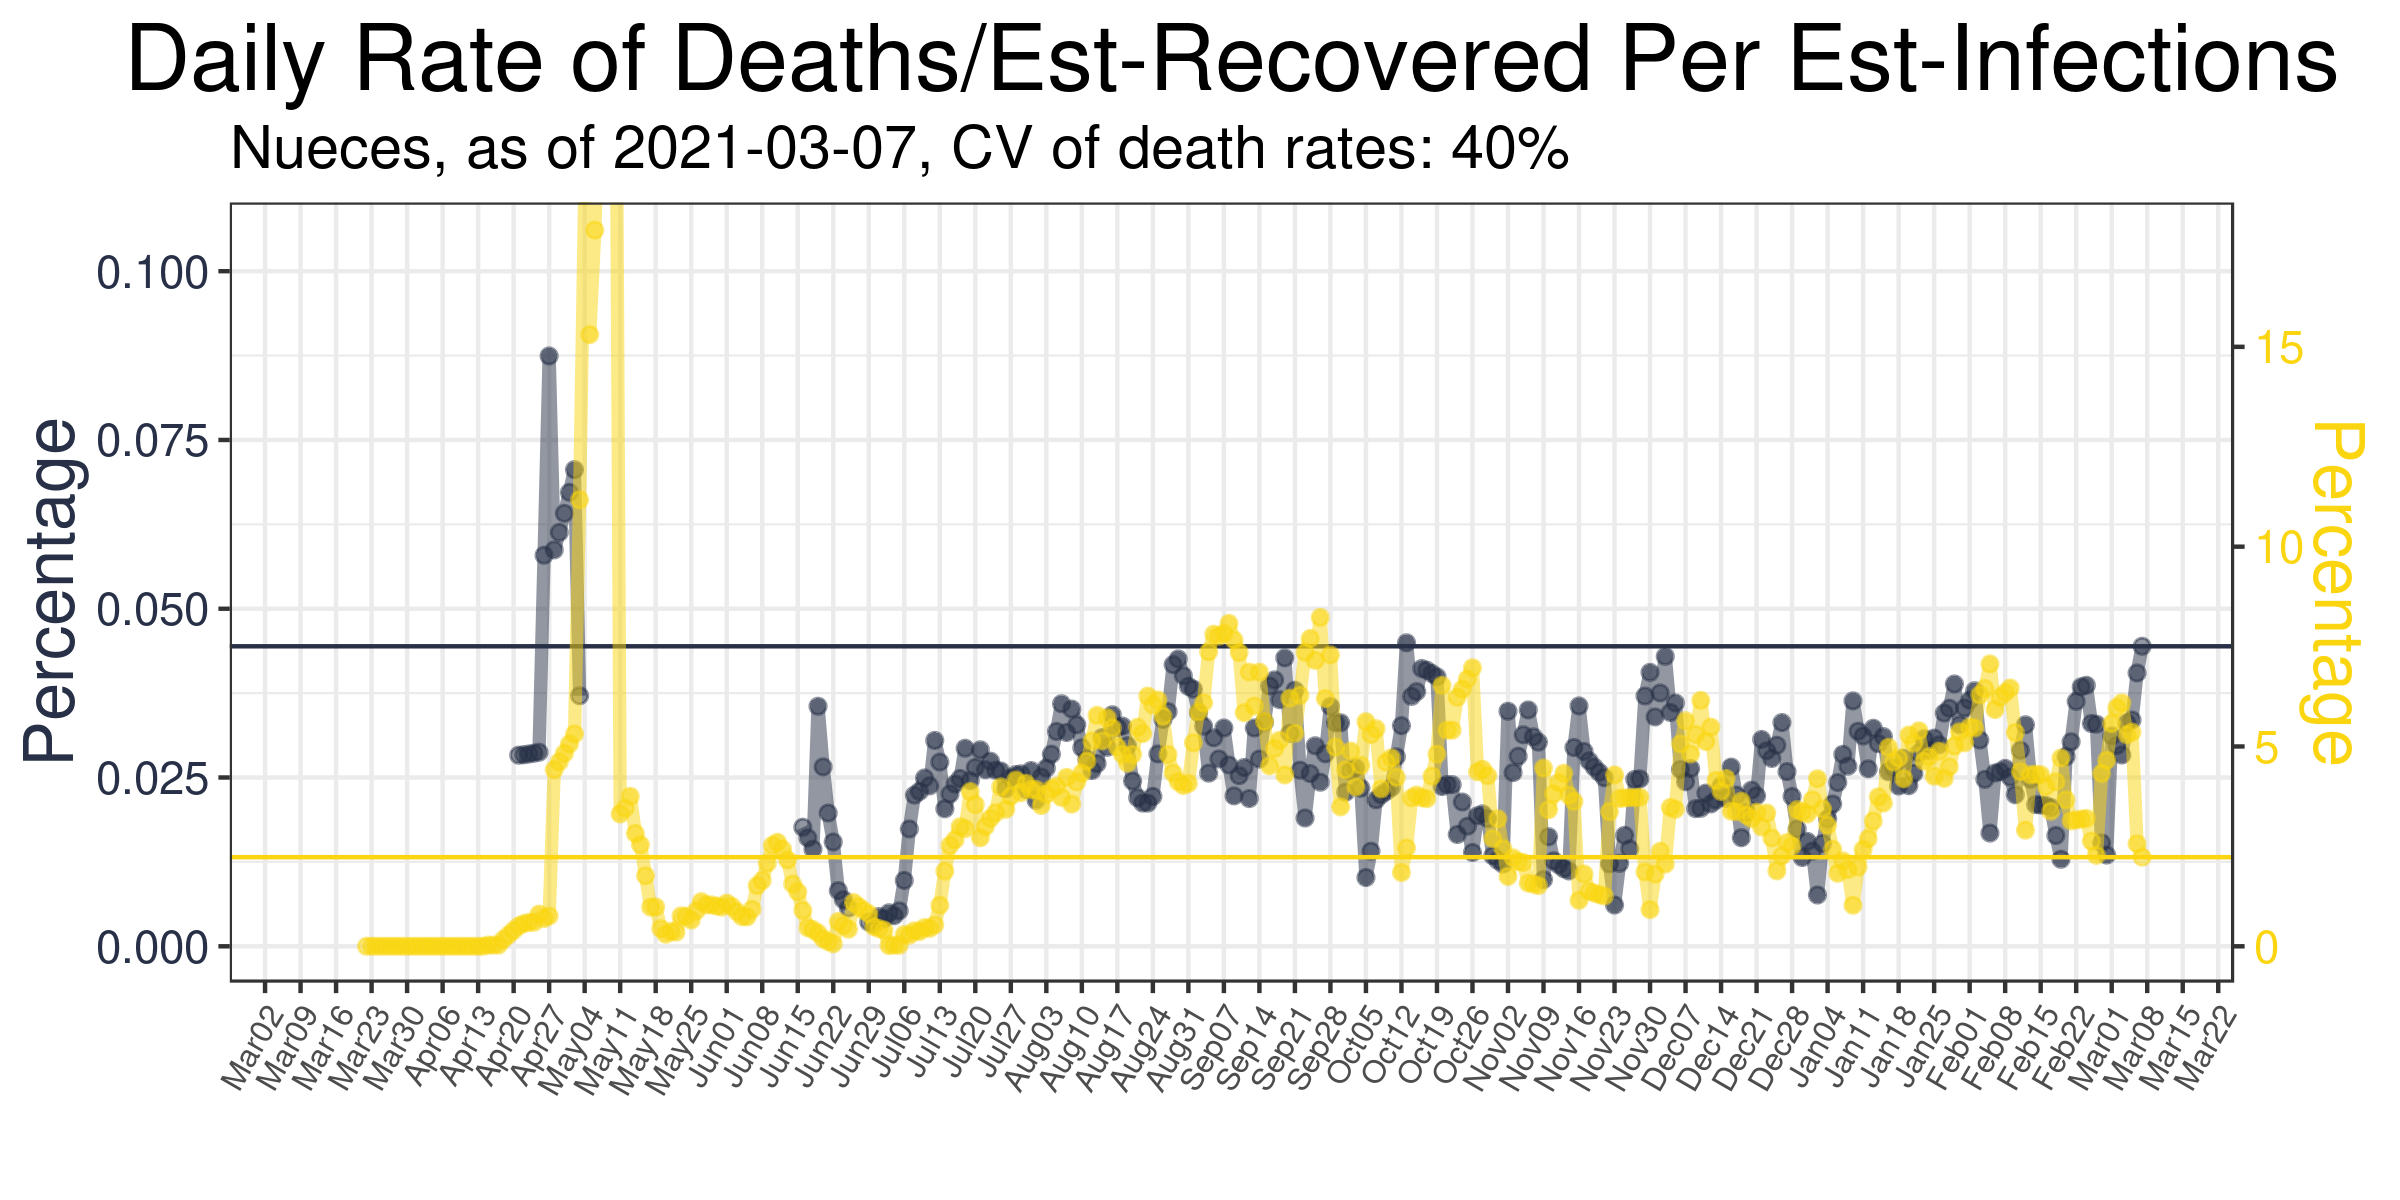 Daily Rate of Deaths/Est-Recovered Per Est-Infections
Nueces, as of 2021-03-07, CV of death rates: 40%
Percentage
0.100
0.075
0.050
0.025
0.000
15
10
5
0
Percentage
Mar02
Mar09
Mar16
Mar23
Mar30
Apr06
Apr13
Apr20
Apr27
May04
May11
May18
May25
Jun01
Jun08
Jun15
Jun22
Jun29
Jul06
Jul13
Jul20
Jul27
Aug03
Aug10
Aug17
Aug24
Aug31
Sep07
Sep14
Sep21
Sep28
Oct05
Oct12
Oct19
Oct26
Nov02
Nov09
Nov16
Nov23
Nov30
Dec07
Dec14
Dec21
Dec28
Jan04
Jan11
Jan18
Jan25
Feb01
Feb08
Feb15
Feb22
Mar01
Mar08
Mar15
Mar22